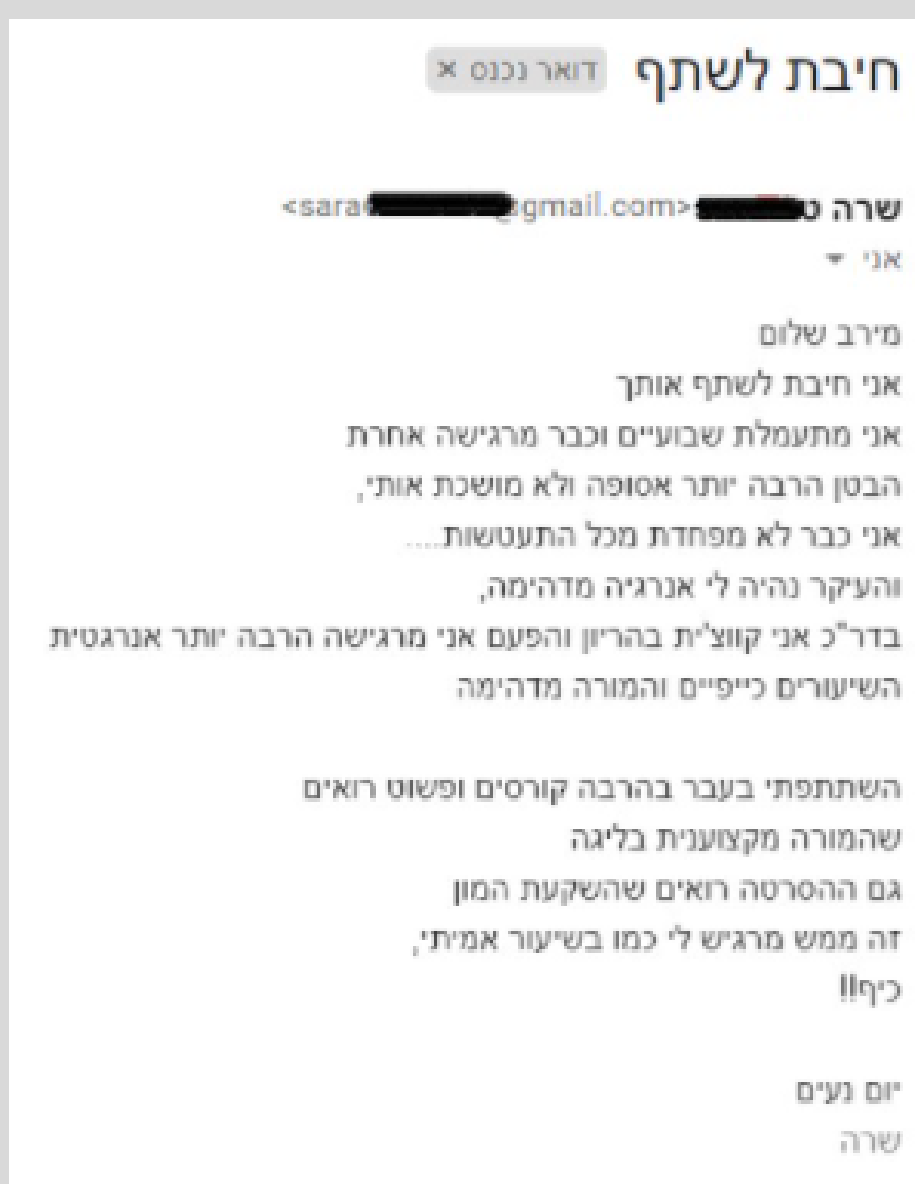 חיבת לשתף דואר נכנס ×
שרה ט <sara @gmail.com>
אני
מירב שלום
אני חיבת לשתף אותך
אני מתעמלת שבועיים וכבר מרגישה אחרת
הבטן הרבה יותר אסופה ולא מושכת אותי,
אני כבר לא מפחדת מכל התעטשות....
והעיקר נהיה לי אנרגיה מדהימה,
בדר"כ אני קווצ'ית בהריון והפעם אני מרגישה הרבה יותר אנרגטית
השיעורים כייפיים והמורה מדהימה
השתתפתי בעבר בהרבה קורסים ופשוט רואים
שהמורה מקצוענית בליגה
גם ההסרטה רואים שהשקעת המון
זה ממש מרגיש לי כמו בשיעור אמיתי,
כיף!!
יום נעים
שרה